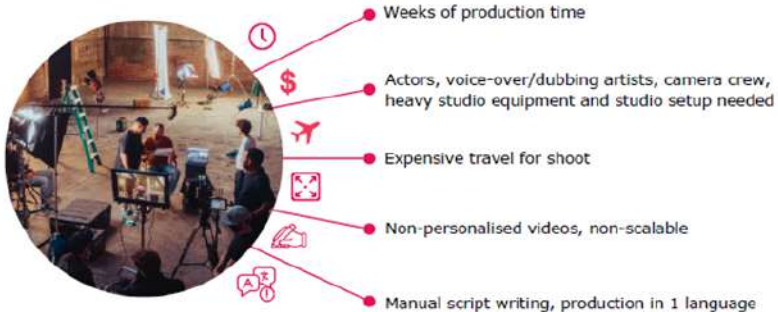 Weeks of production time
Actors, voice-over/dubbing artists, camera crew,
heavy studio equipment and studio setup needed
Expensive travel for shoot
Non-personalised videos, non-scalable
Manual script writing, production in 1 language